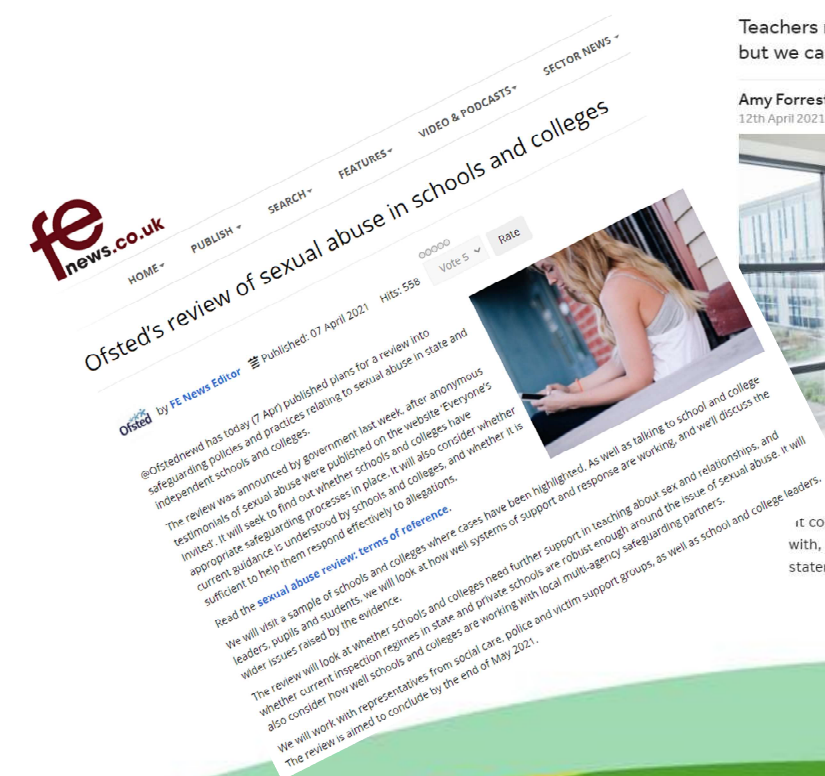 fe
news.co.uk
HOME
PUBLISH
SEARCH
FEATURES
VIDEO & PODCASTS
SECTOR NEWS
Ofsted's review of sexual abuse in schools and colleges
Vote 5
Rate
Ofsted
by FE News Editor
Published: 07 April 2021
Hits: 558
@Ofstednewd has today (7 Apr) published plans for a review into
safeguarding policies and practices relating to sexual abuse in state and
independent schools and colleges.
The review was announced by government last week, after anonymous
testimonials of sexual abuse were published on the website 'Everyone's
Invited'. It will seek to find out whether schools and colleges have
appropriate safeguarding processes in place. It will also consider whether
current guidance is understood by schools and colleges, and whether it is
sufficient to help them respond effectively to allegations.
Read the sexual abuse review: terms of reference.
We will visit a sample of schools and colleges where cases have been highlighted. As well as talking to school and college
leaders, pupils and students, we will look at how well systems of support and response are working, and we'll discuss the
wider issues raised by the evidence.
The review will look at whether schools and colleges need further support in teaching about sex and relationships, and
whether current inspection regimes in state and private schools are robust enough around the issue of sexual abuse. It will
also consider how well schools and colleges are working with local multi-agency safeguarding partners.
We will work with representatives from social care, police and victim support groups, as well as school and college leaders.
The review is aimed to conclude by the end of May 2021.
Teachers
but we ca
Amy Forrest
12th April 2021
it co
with,
state